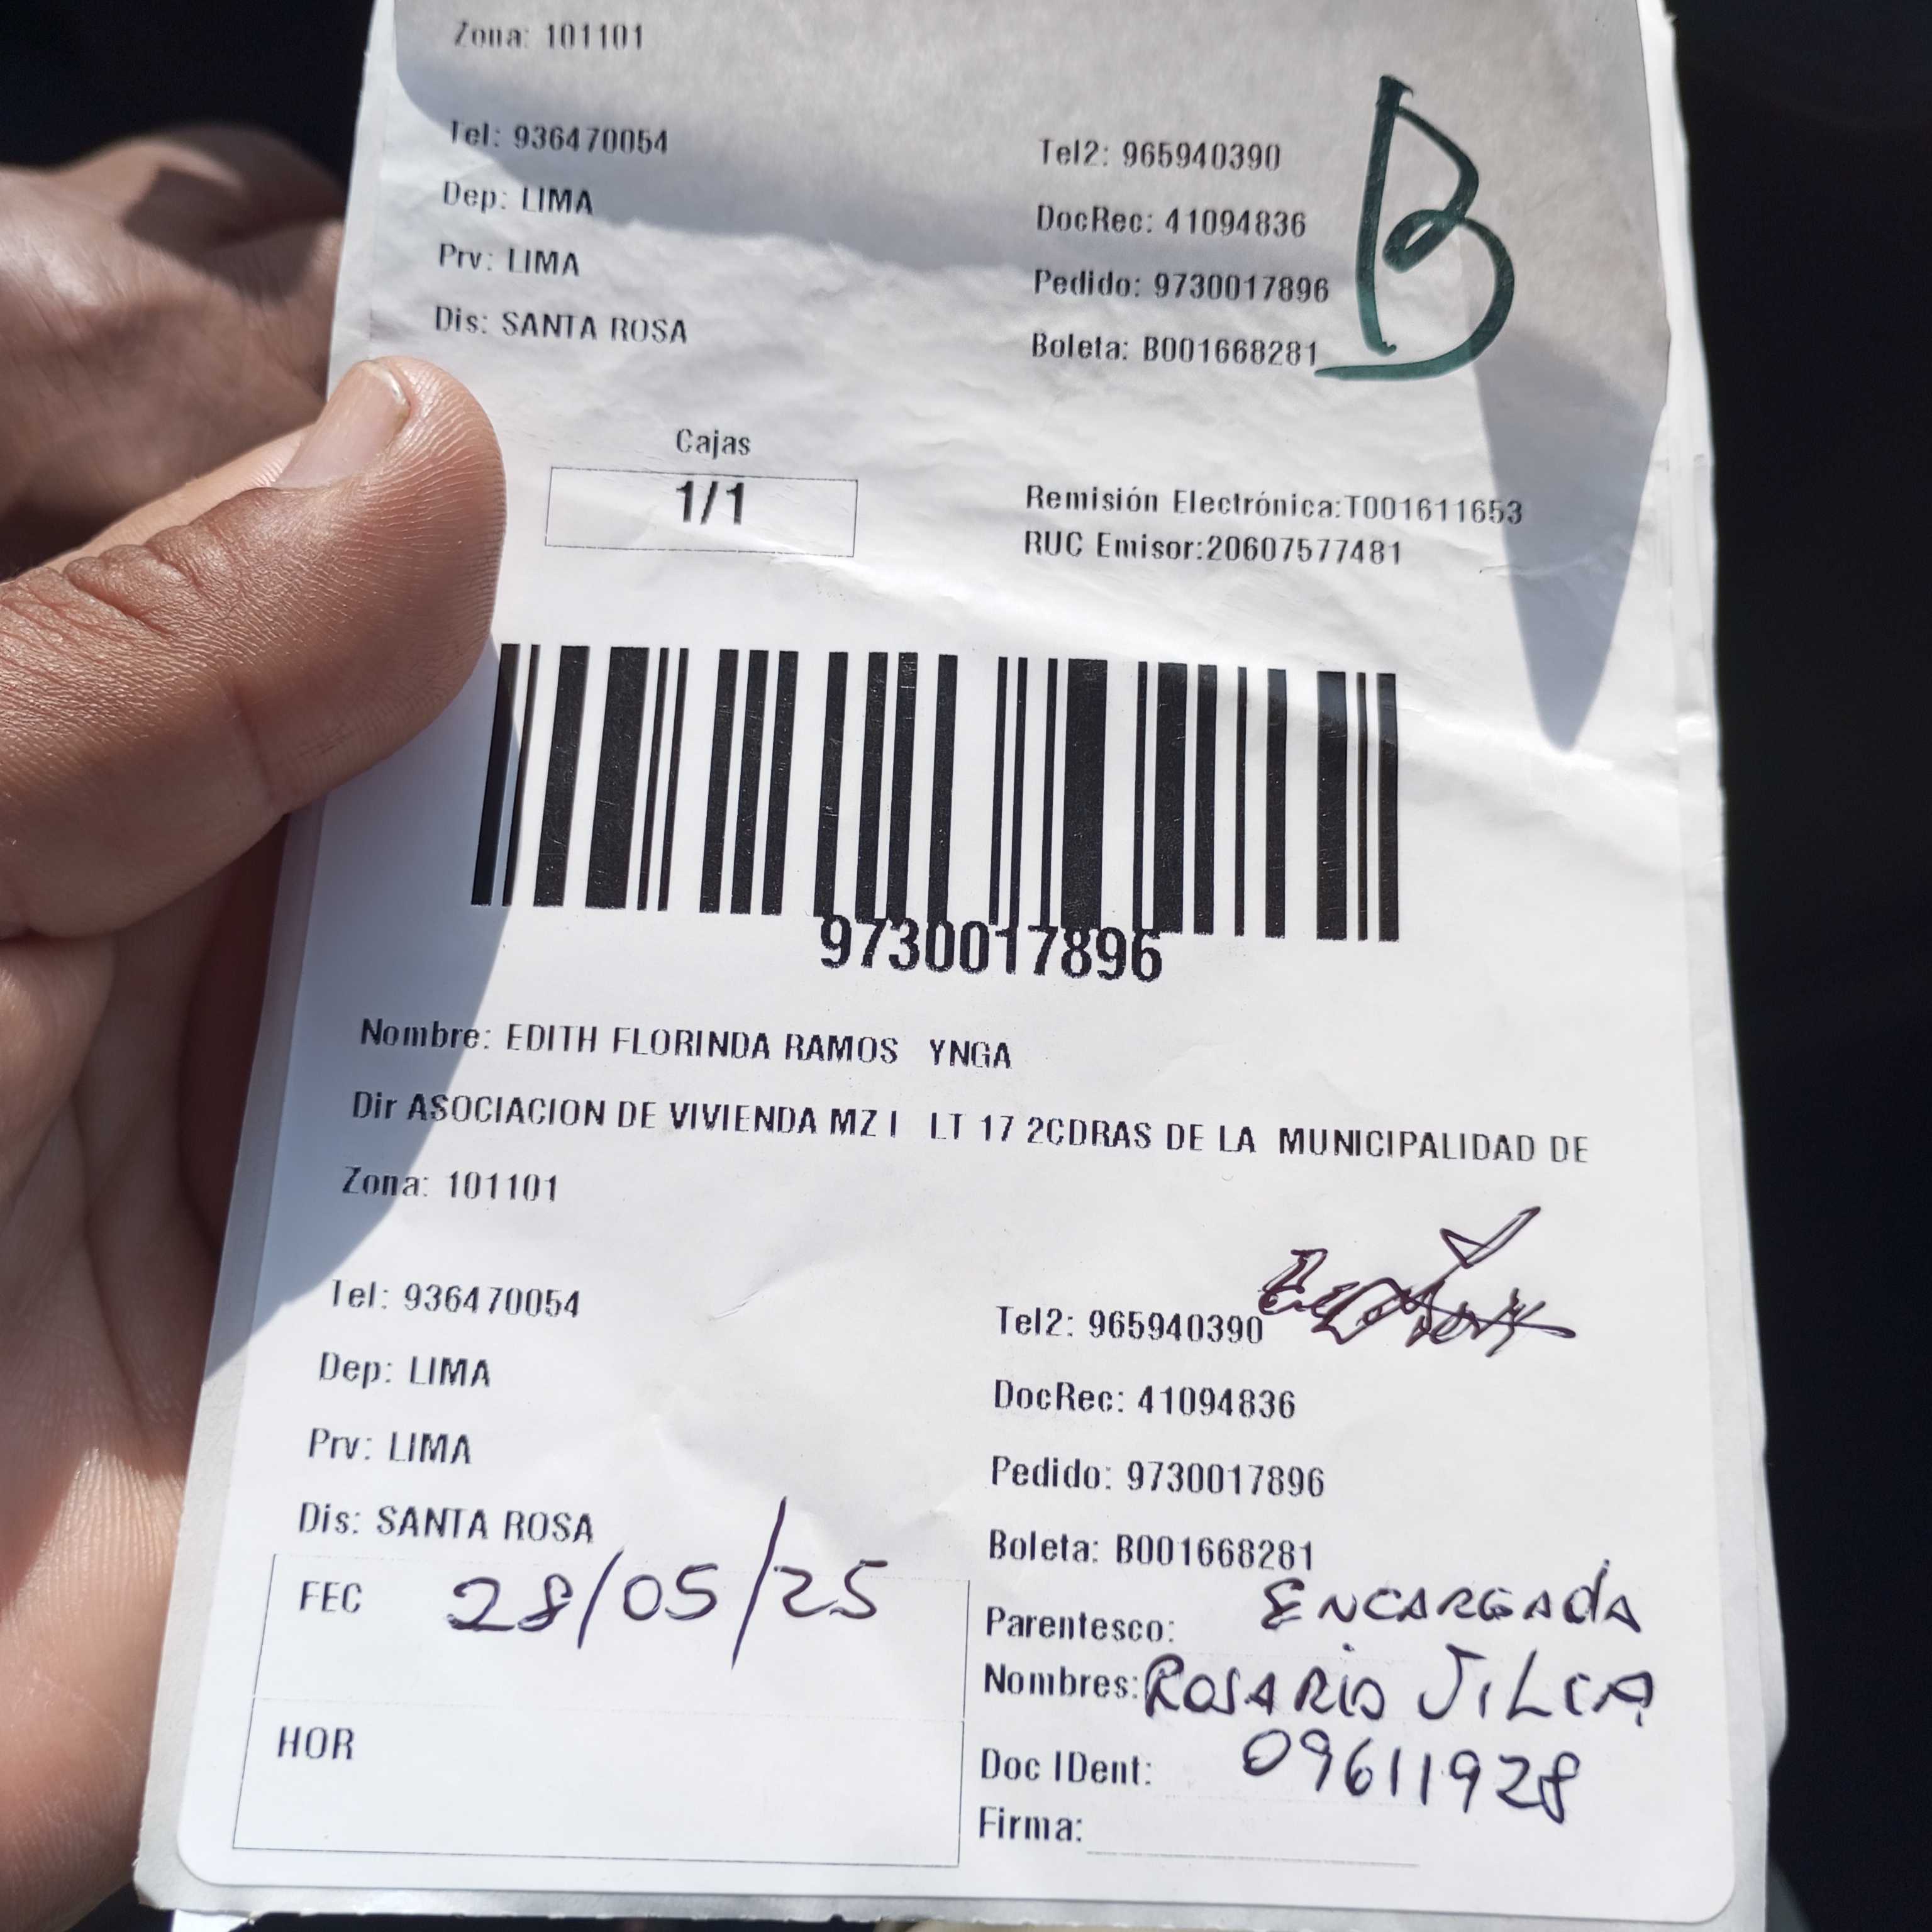 Zona: 101101
Tel: 936470054 Tel2: 965940390
Dep: LIMA DocRec: 41094836
Prv: LIMA Pedido: 9730017896
Dis: SANTA ROSA Boleta: B001668281
B
Cajas
1/1
Remisión Electrónica:T001611653
RUC Emisor:20607577481
9730017896
Nombre: EDITH FLORINDA RAMOS YNGA
Dir ASOCIACION DE VIVIENDA MZ I LT 17 2CDRAS DE LA MUNICIPALIDAD DE
Zona: 101101
Tel: 936470054 Tel2: 965940390
Dep: LIMA DocRec: 41094836
Prv: LIMA Pedido: 9730017896
Dis: SANTA ROSA Boleta: B001668281
FEC 28/05/25
HOR
Parentesco: ENCARGADA
Nombres: ROSARIO JILCA
Doc IDent: 09611928
Firma: